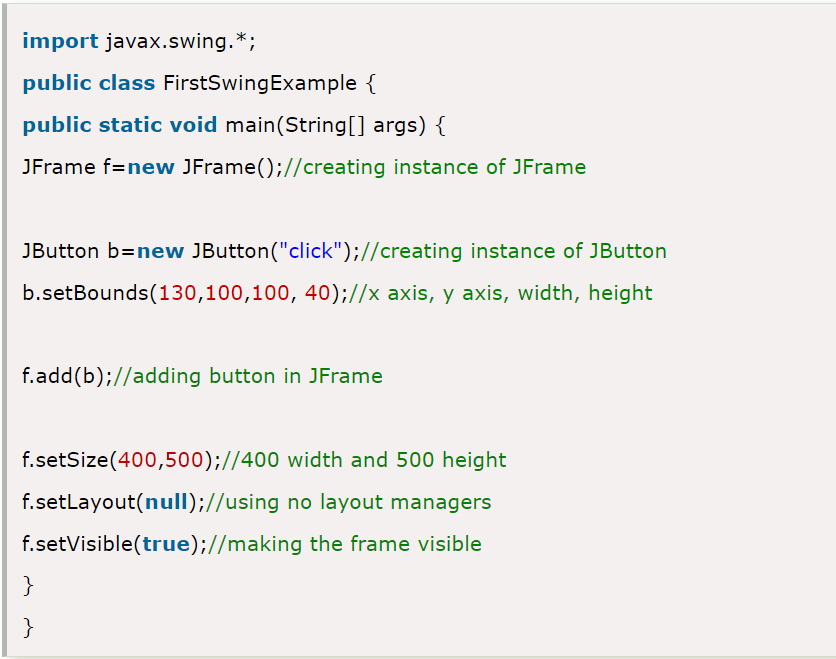 import javax.swing.*;
public class FirstSwingExample {
public static void main(String[] args) {
JFrame f=new JFrame();//creating instance of JFrame
JButton b=new JButton("click");//creating instance of JButton
b.setBounds(130,100,100, 40);//x axis, y axis, width, height
f.add(b);//adding button in JFrame
f.setSize(400,500);//400 width and 500 height
f.setLayout(null);//using no layout managers
f.setVisible(true);//making the frame visible
}
}